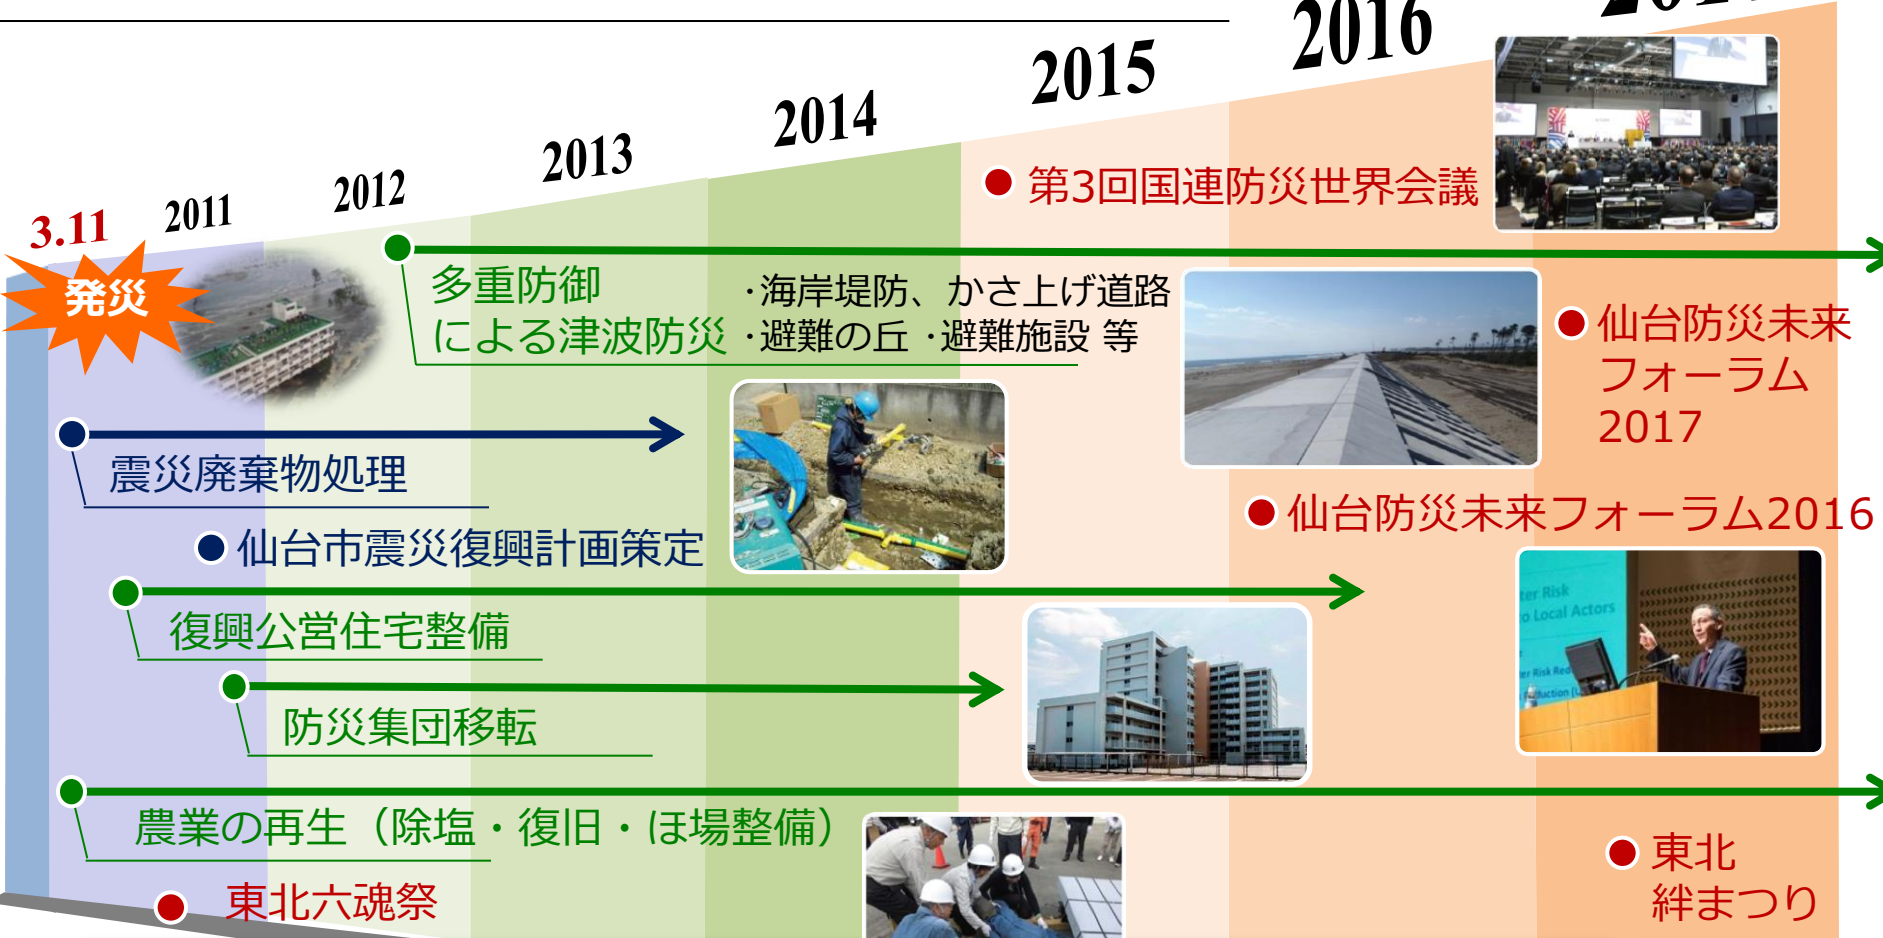 3.11
2011
2012
2013
2014
2015
2016
発災
第3回国連防災世界会議
多重防御
による津波防災
・海岸堤防、かさ上げ道路
・避難の丘・避難施設 等
仙台防災未来
フォーラム
2017
震災廃棄物処理
仙台防災未来フォーラム2016
仙台市震災復興計画策定
復興公営住宅整備
ter Risk
to Local Actors
防災集団移転
農業の再生（除塩・復旧・ほ場整備）
東北
絆まつり
東北六魂祭